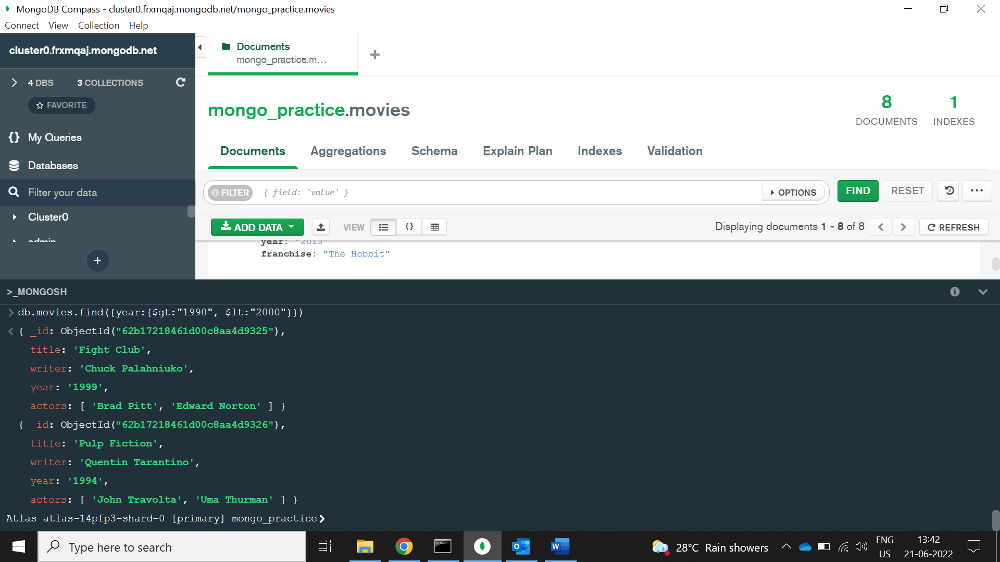 MongoDB Compass - cluster0.frxmqaj.mongodb.net/mongo_practice.movies
Connect View Collection Help
cluster0.frxmqaj.mongodb.net
4 DBS 3 COLLECTIONS
FAVORITE
My Queries
Databases
Filter your data
Cluster0
admin
Documents
mongo_practice.m...
mongo_practice.movies
8
DOCUMENTS
1
INDEXES
Documents Aggregations Schema Explain Plan Indexes Validation
FILTER { field: 'value' } OPTIONS FIND RESET
ADD DATA VIEW {} Displaying documents 1 - 8 of 8 REFRESH
year: "2013"
franchise: "The Hobbit"
>_MONGOSH
db.movies.find({year:{$gt:"1990", $lt:"2000"}})
{ _id: ObjectId("62b17218461d00c8aa4d9325"),
title: 'Fight Club',
writer: 'Chuck Palahniuko',
year: '1999',
actors: [ 'Brad Pitt', 'Edward Norton' ] }
{ _id: ObjectId("62b17218461d00c8aa4d9326"),
title: 'Pulp Fiction',
writer: 'Quentin Tarantino',
year: '1994',
actors: [ 'John Travolta', 'Uma Thurman' ] }
Atlas atlas-14pfp3-shard-0 [primary] mongo_practice
Type here to search
28°C Rain showers
ENG
US
13:42
21-06-2022